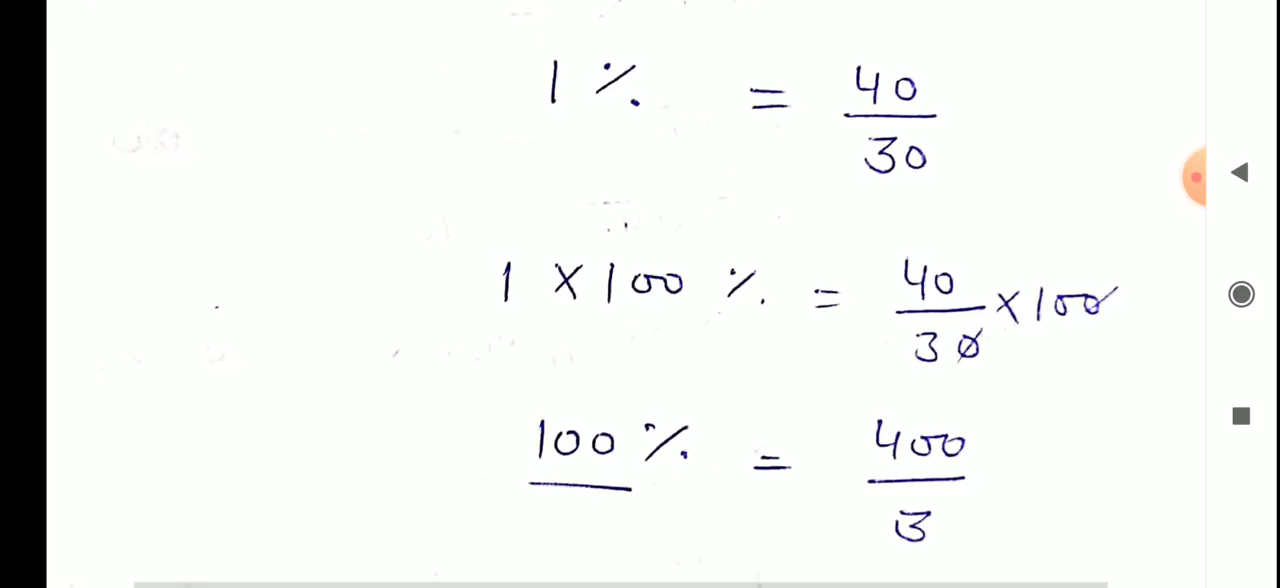 1 % = 40/30
1 × 100 % = 40/30 × 100
100 % = 400/3